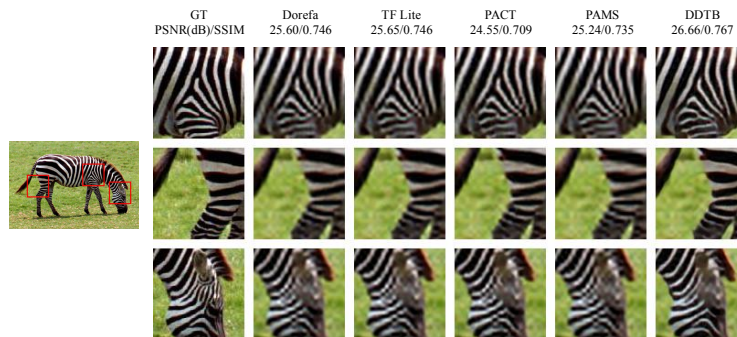 GT
PSNR(dB)/SSIM
Dorefa
25.60/0.746
TF Lite
25.65/0.746
PACT
24.55/0.709
PAMS
25.24/0.735
DDTB
26.66/0.767